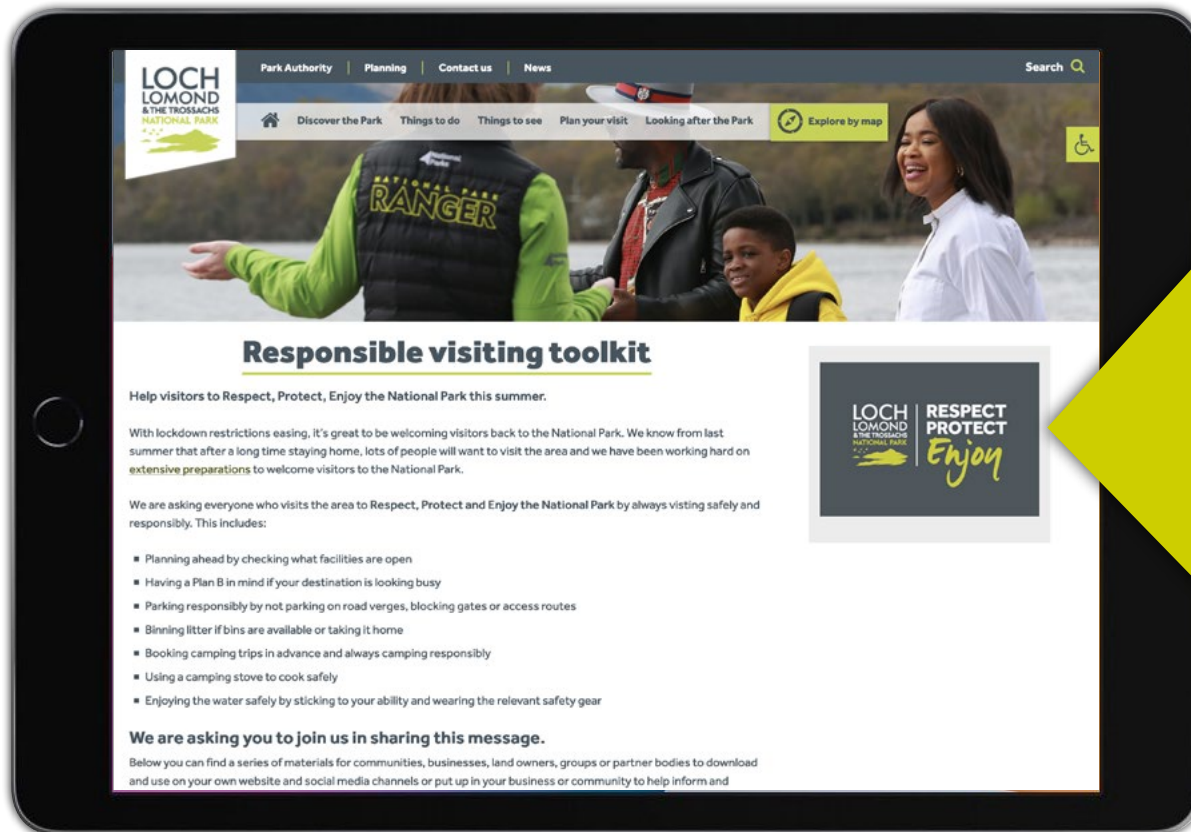 LOCH
LOMOND
& THE TROSSACHS
NATIONAL PARK
Park Authority | Planning | Contact us | News
Search
Discover the Park Things to do Things to see Plan your visit Looking after the Park Explore by map
National
Parks
NATIONAL PARK
RANGER
Responsible visiting toolkit
Help visitors to Respect, Protect, Enjoy the National Park this summer.
With lockdown restrictions easing, it's great to be welcoming visitors back to the National Park. We know from last
summer that after a long time staying home, lots of people will want to visit the area and we have been working hard on
extensive preparations to welcome visitors to the National Park.
We are asking everyone who visits the area to Respect, Protect and Enjoy the National Park by always visting safely and
responsibly. This includes:
Planning ahead by checking what facilities are open
Having a Plan B in mind if your destination is looking busy
Parking responsibly by not parking on road verges, blocking gates or access routes
Binning litter if bins are available or taking it home
Booking camping trips in advance and always camping responsibly
Using a camping stove to cook safely
Enjoying the water safely by sticking to your ability and wearing the relevant safety gear
We are asking you to join us in sharing this message.
Below you can find a series of materials for communities, businesses, land owners, groups or partner bodies to download
and use on your own website and social media channels or put up in your business or community to help inform and
LOCH
LOMOND
& THE TROSSACHS
NATIONAL PARK
RESPECT
PROTECT
Enjoy